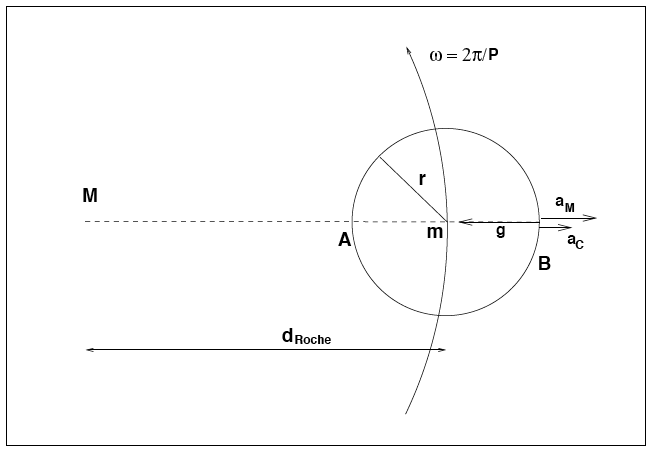 ω = 2π/P
M
r
a_M
A
m
g
a_C
B
d_Roche